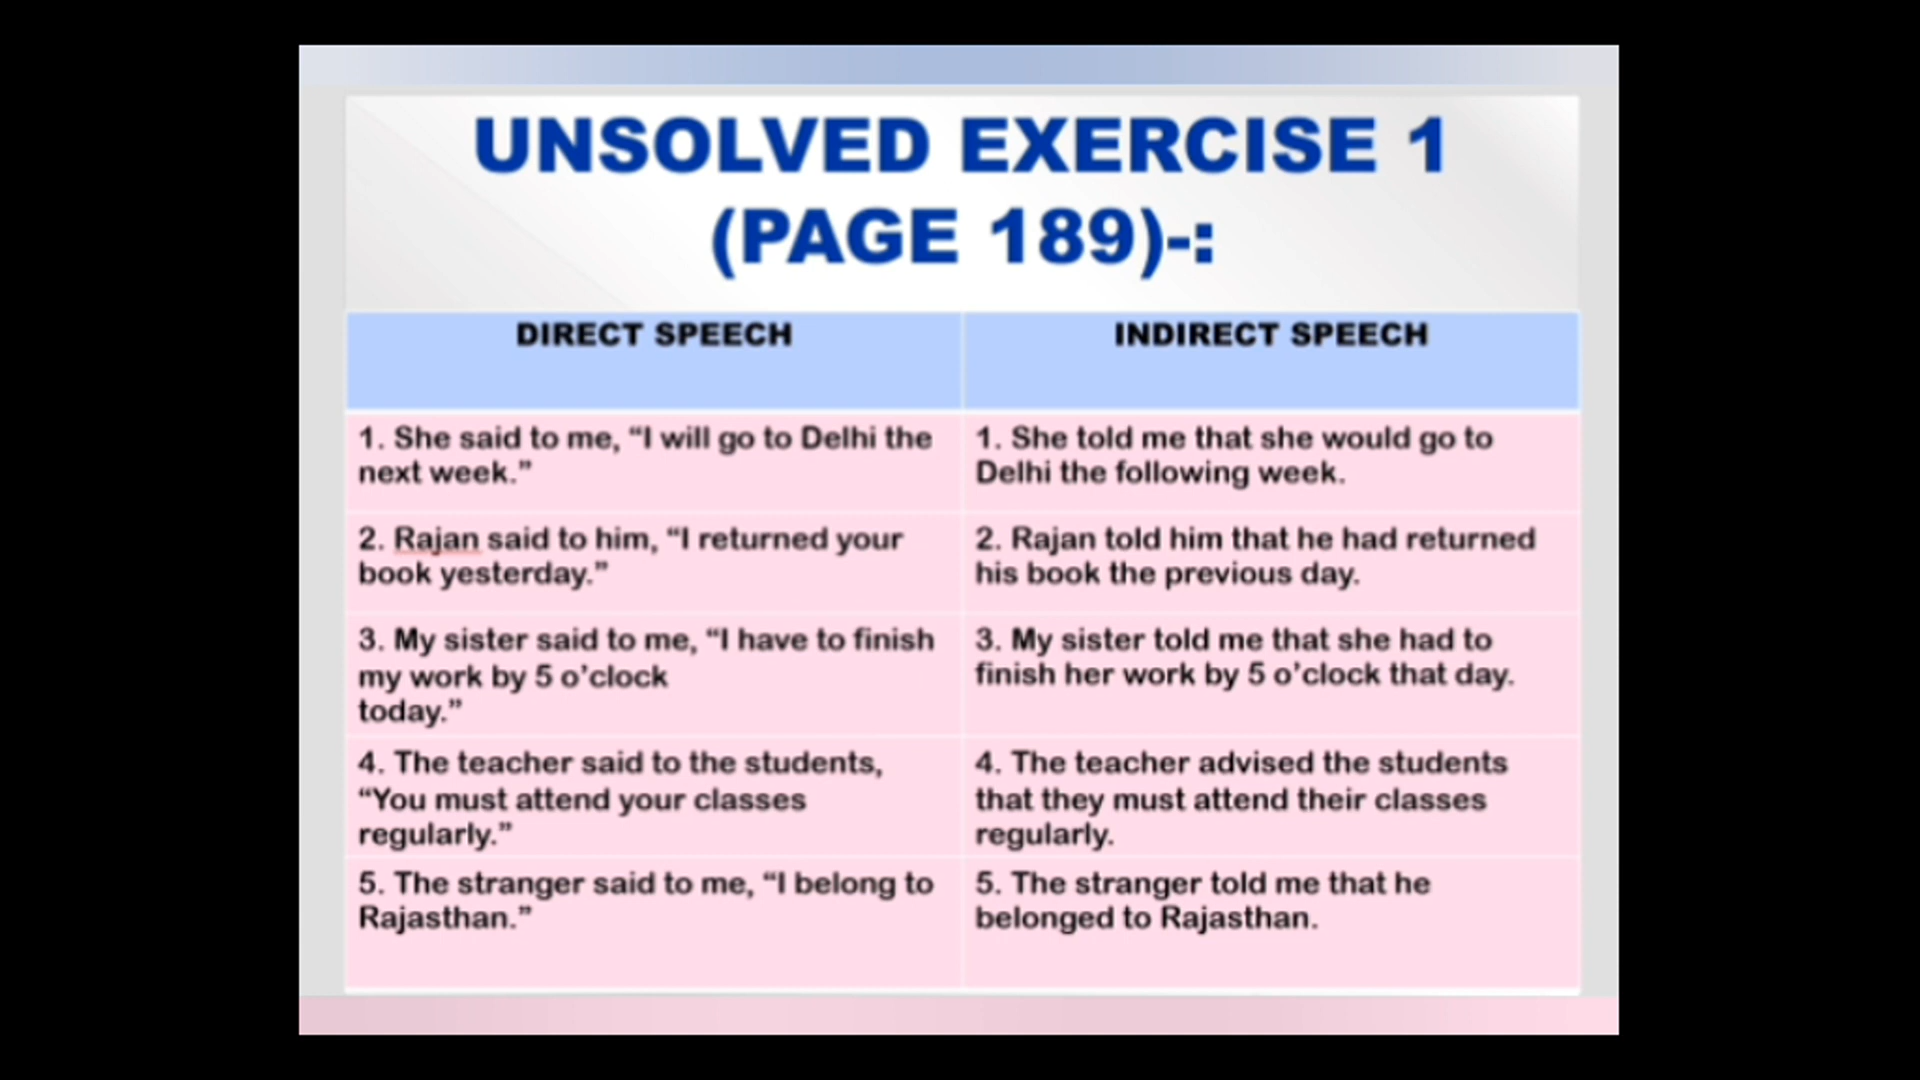 UNSOLVED EXERCISE 1
(PAGE 189)-:
DIRECT SPEECH
INDIRECT SPEECH
1. She said to me, “I will go to Delhi the
next week.”
1. She told me that she would go to
Delhi the following week.
2. Rajan said to him, “I returned your
book yesterday.”
2. Rajan told him that he had returned
his book the previous day.
3. My sister said to me, “I have to finish
my work by 5 o’clock
today.”
3. My sister told me that she had to
finish her work by 5 o’clock that day.
4. The teacher said to the students,
“You must attend your classes
regularly.”
4. The teacher advised the students
that they must attend their classes
regularly.
5. The stranger said to me, “I belong to
Rajasthan.”
5. The stranger told me that he
belonged to Rajasthan.